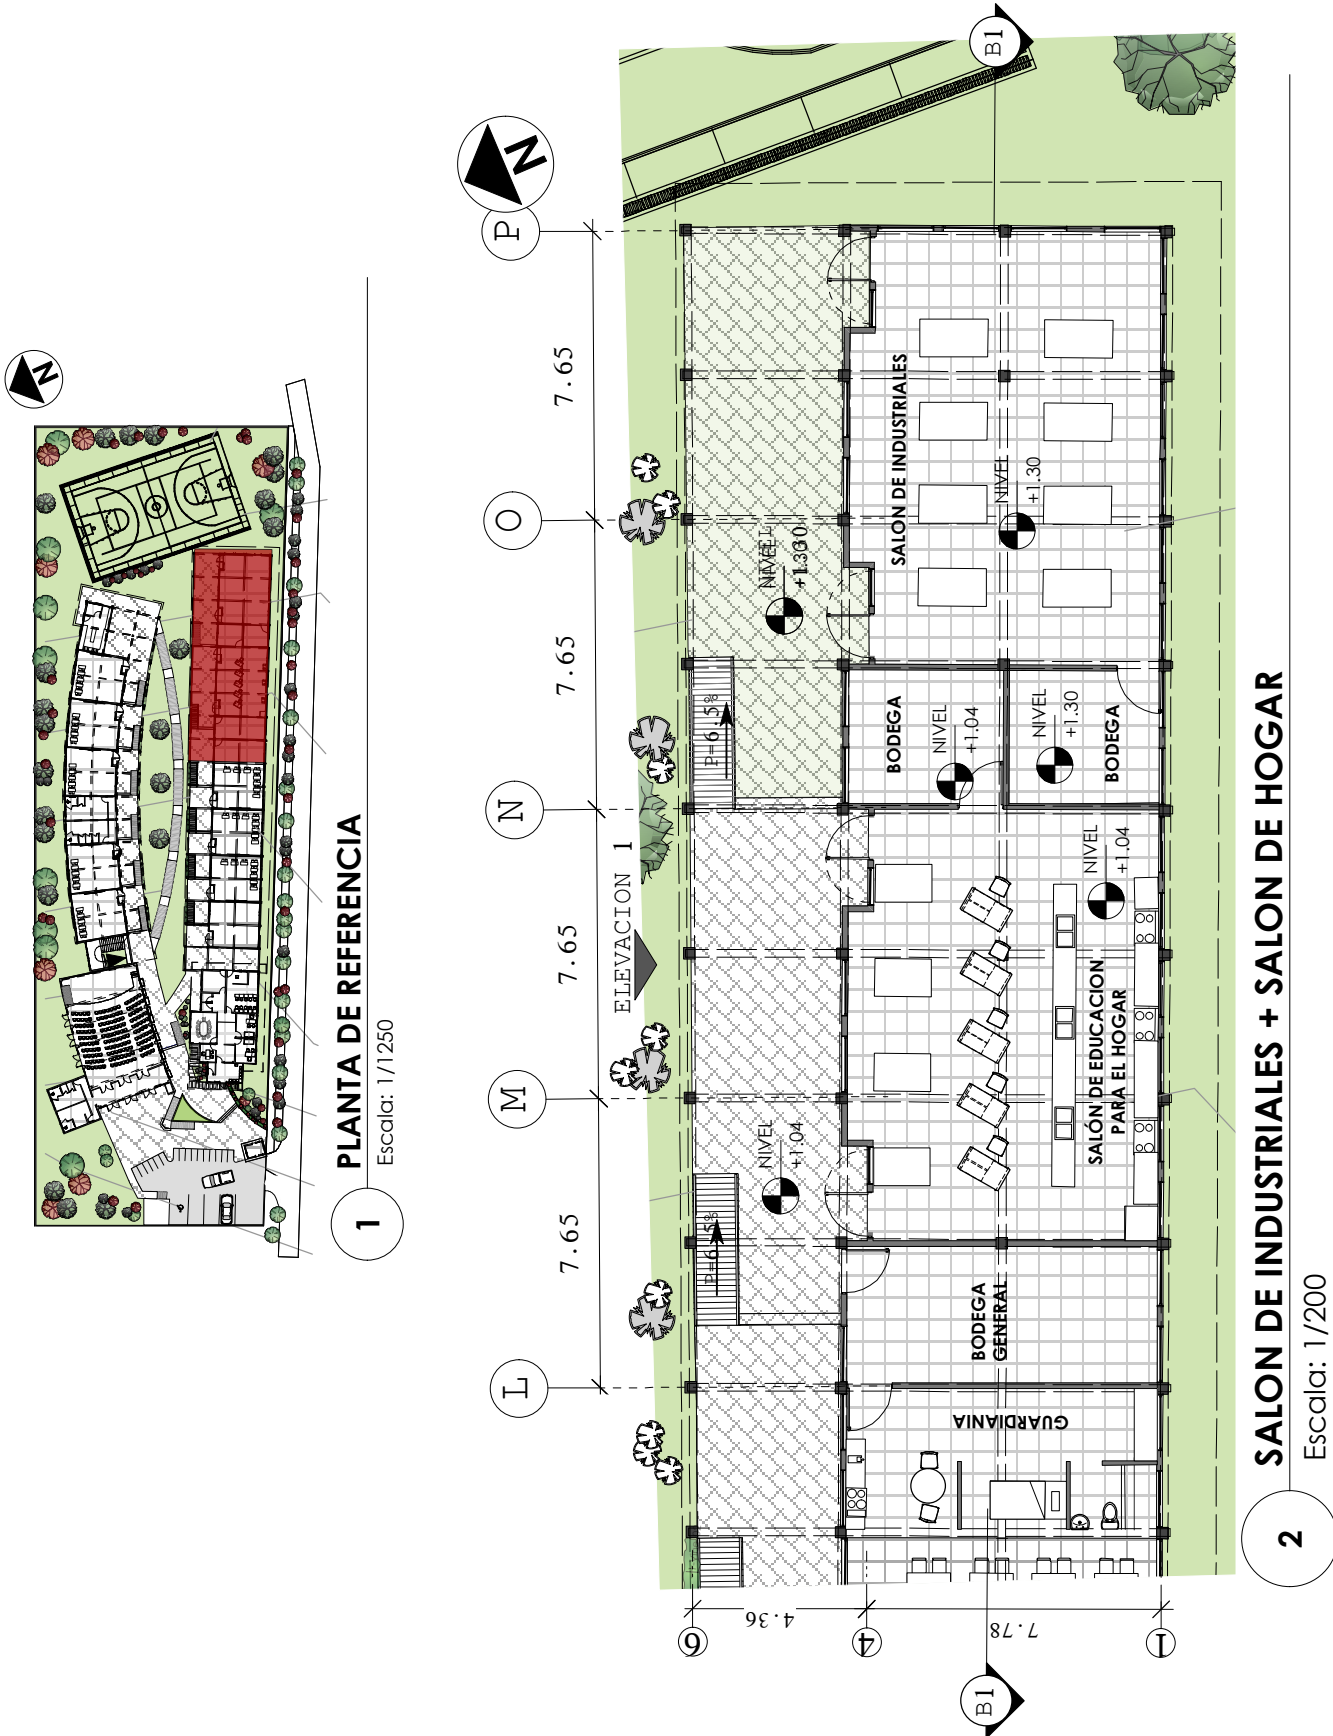 N
PLANTA DE REFERENCIA
Escala: 1/1250
1
N
P
O
N
M
L
7.65
7.65
7.65
7.65
ELEVACION 1
B1
SALON DE INDUSTRIALES
NIVEL
+1.30
NIVEL
P=6.5%
BODEGA
NIVEL
+1.04
NIVEL
+1.30
BODEGA
NIVEL
+1.04
SALÓN DE EDUCACION
PARA EL HOGAR
NIVEL
+1.04
P=6.5%
BODEGA
GENERAL
GUARDIANIA
6
4.36
4
7.78
1
B1
SALON DE INDUSTRIALES + SALON DE HOGAR
Escala: 1/200
2